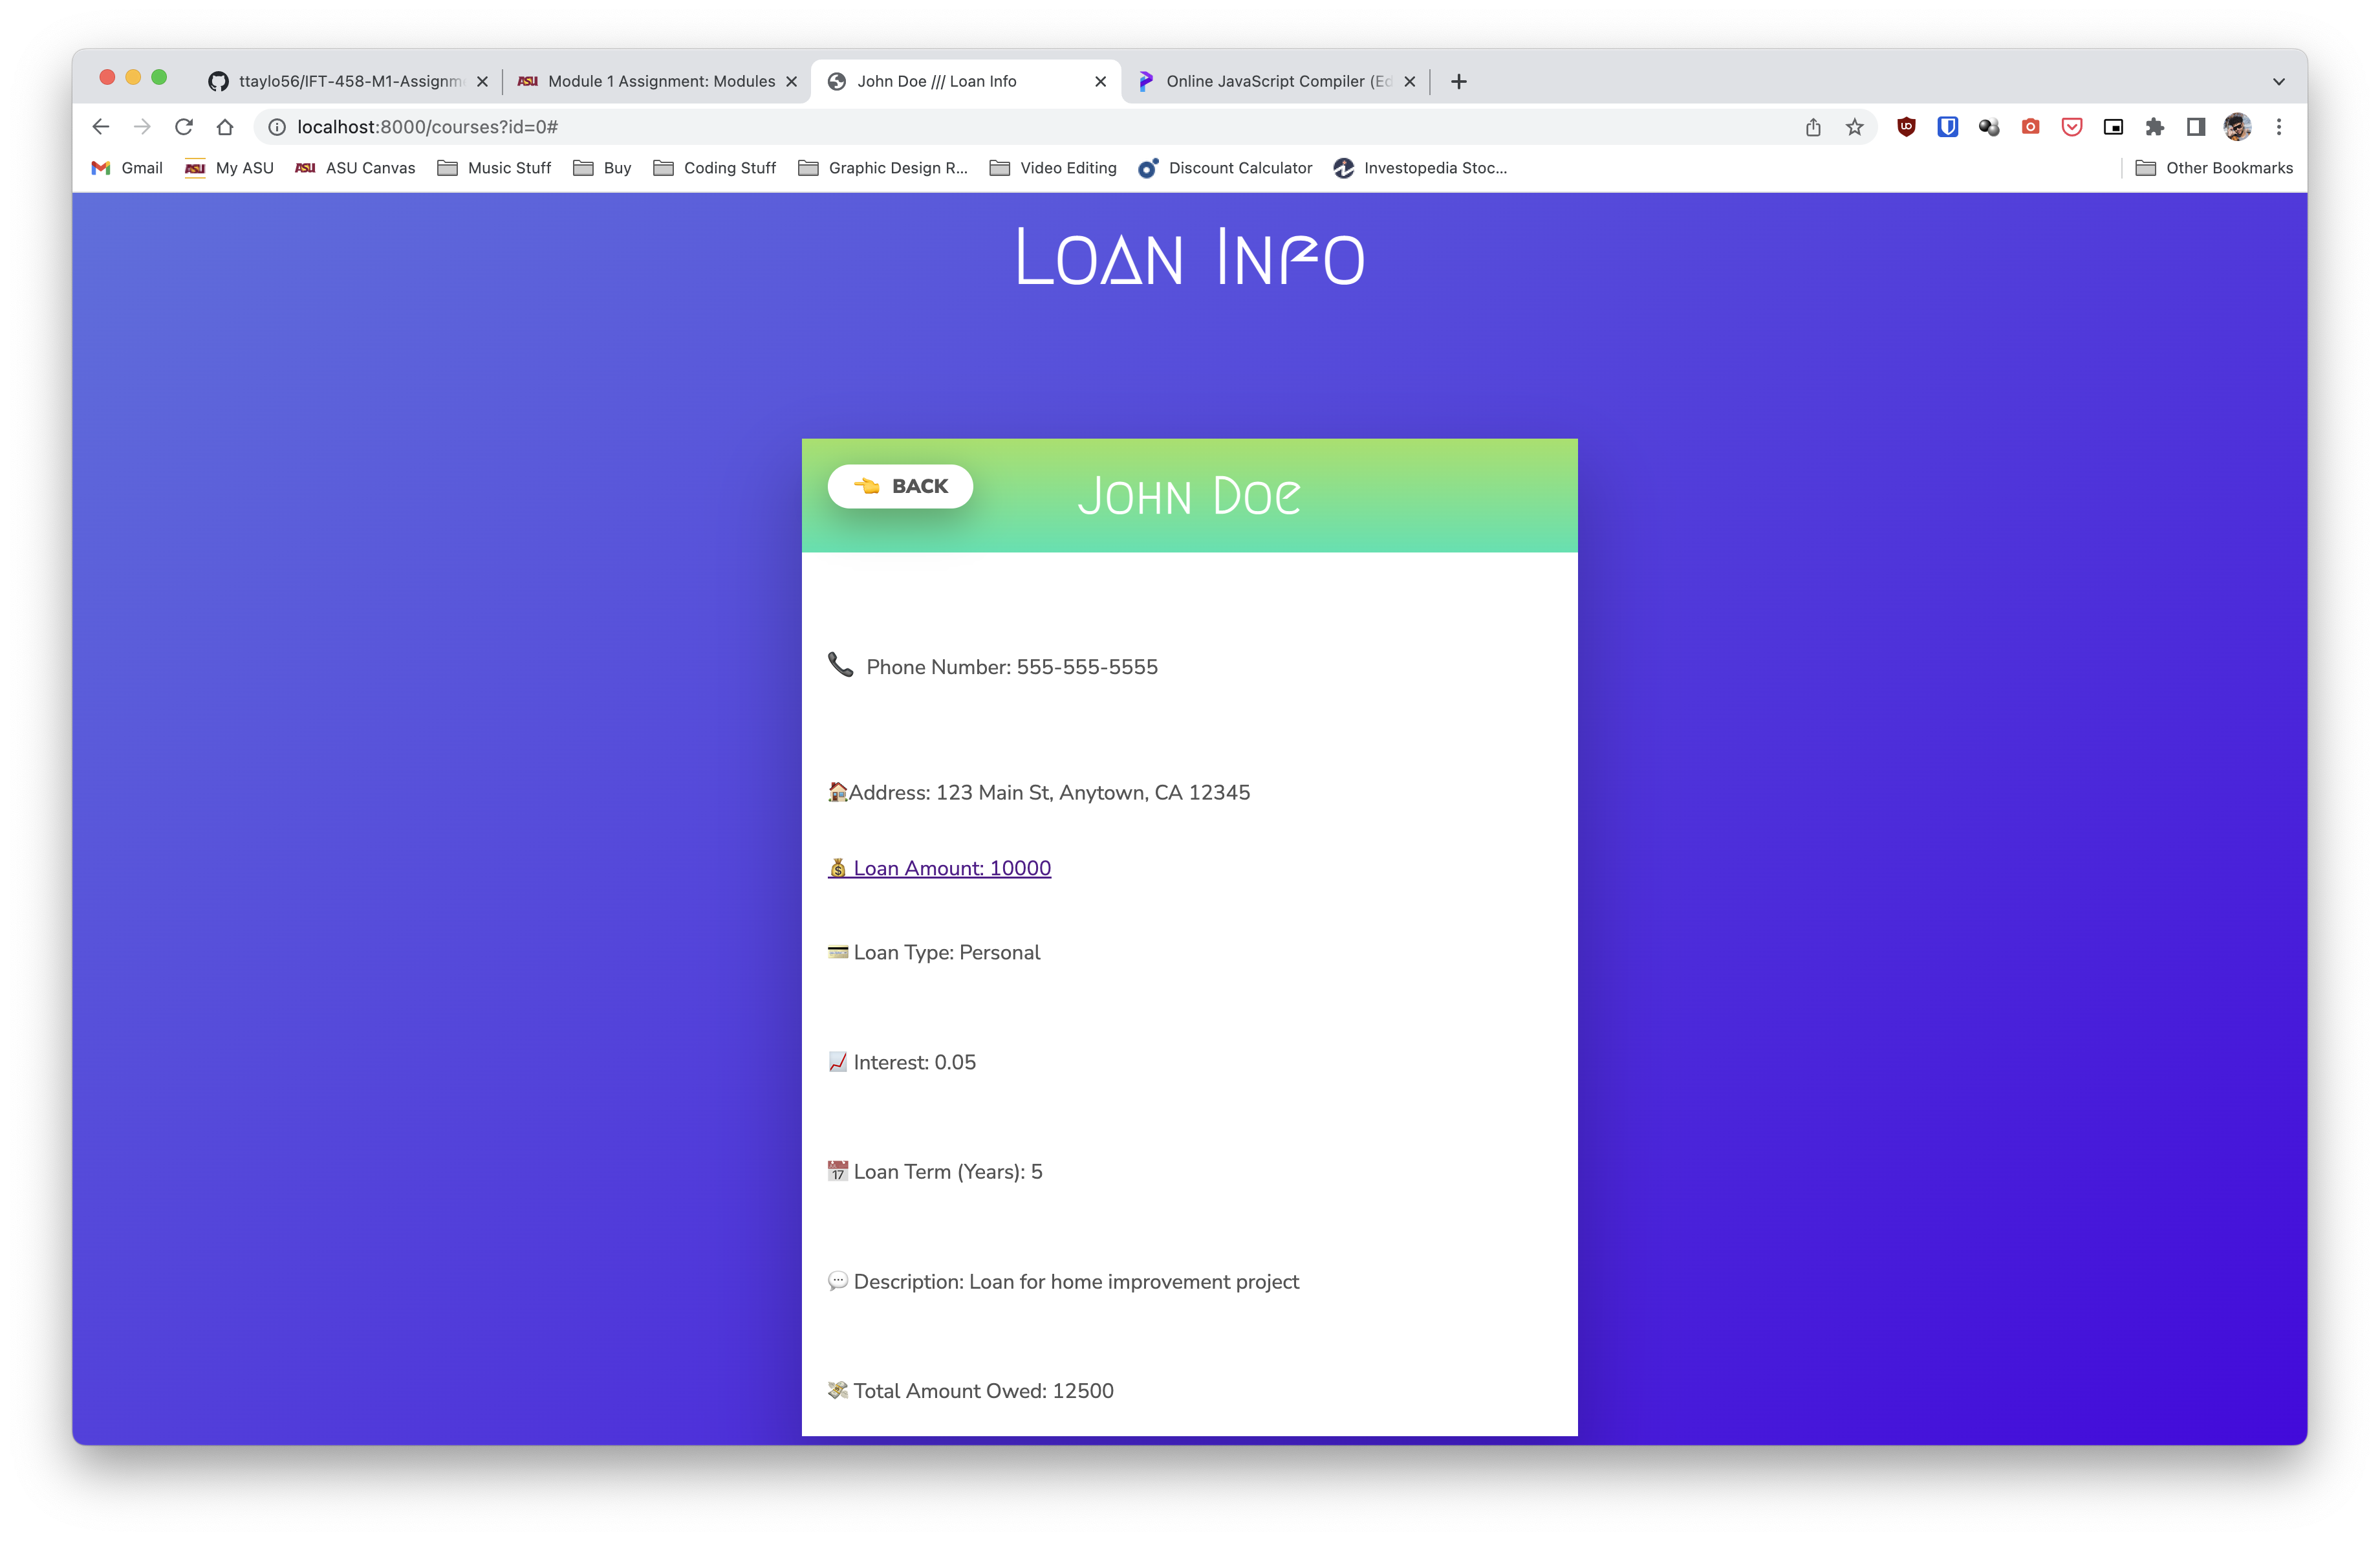 ttaylo56/IFT-458-M1-Assignm
Module 1 Assignment: Modules
John Doe /// Loan Info
Online JavaScript Compiler (Ed
localhost:8000/courses?id=0#
Gmail
My ASU
ASU Canvas
Music Stuff
Buy
Coding Stuff
Graphic Design R...
Video Editing
Discount Calculator
Investopedia Stoc...
Other Bookmarks
Loan Info
BACK
John Doe
Phone Number: 555-555-5555
Address: 123 Main St, Anytown, CA 12345
Loan Amount: 10000
Loan Type: Personal
Interest: 0.05
Loan Term (Years): 5
Description: Loan for home improvement project
Total Amount Owed: 12500